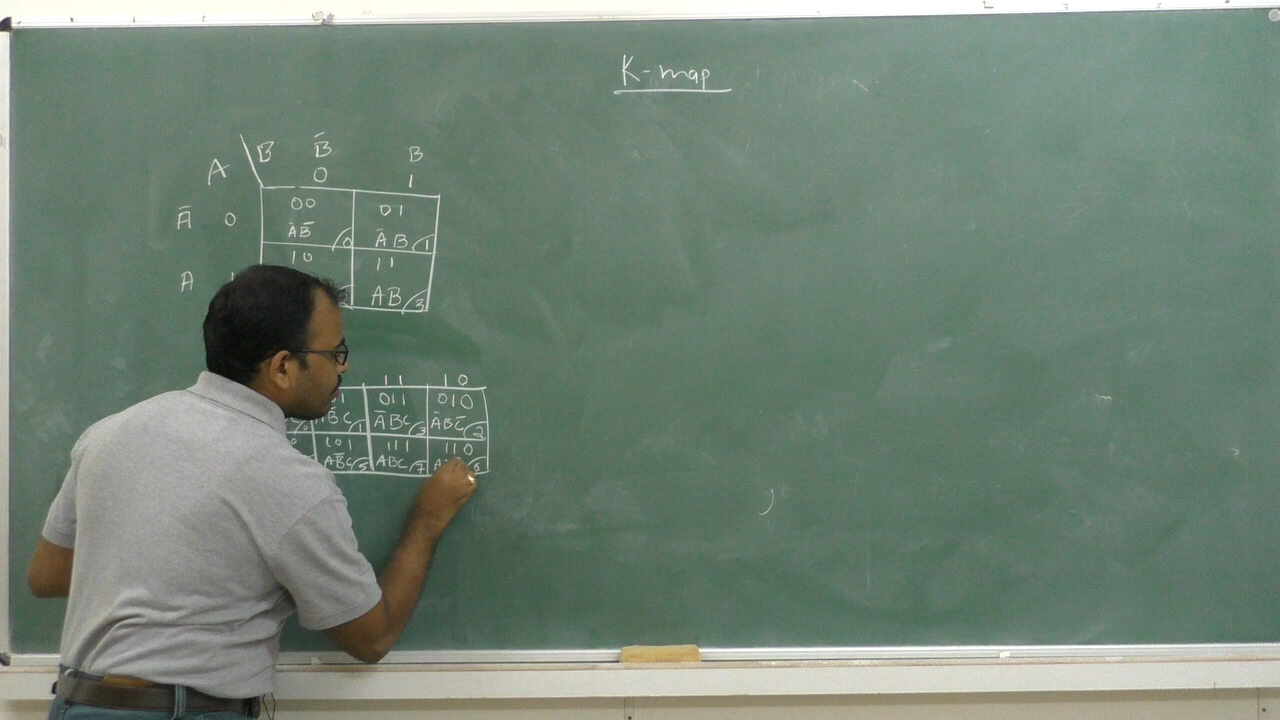 K-map
A B B̄ B
0 1
Ā 0 00 01
ĀB̄ 0 ĀB 1
10 11
A AB 3
11 10
011 010
B̄C 1 ĀBC 3 ĀBC̄ 2
101 111 110
AB̄C 5 ABC 7 6